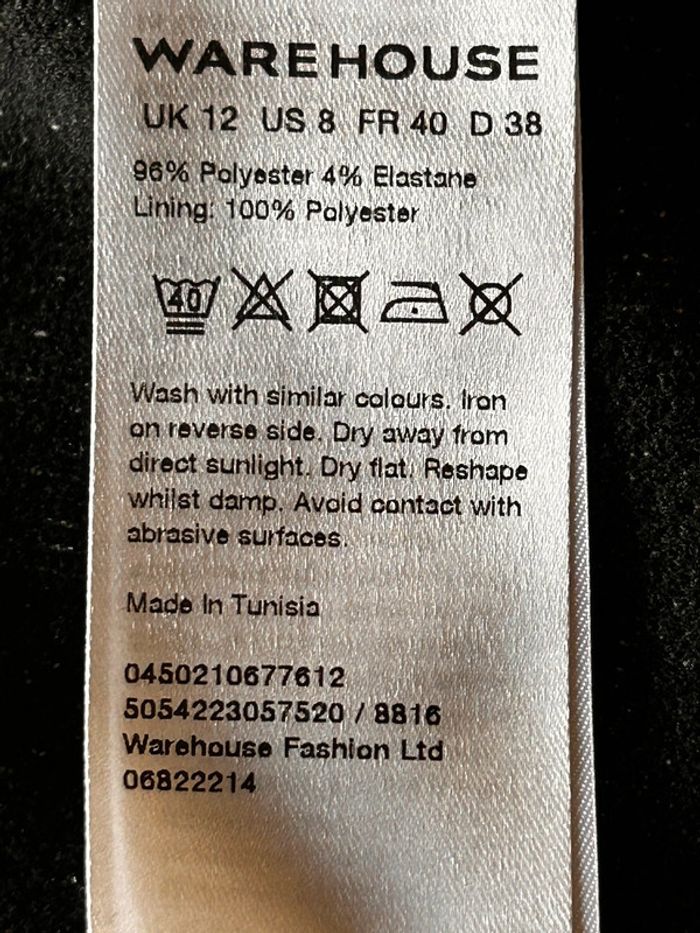 WAREHOUSE
UK 12 US 8 FR 40 D 38
96% Polyester 4% Elastane
Lining: 100% Polyester
40
Wash with similar colours. Iron
on reverse side. Dry away from
direct sunlight. Dry flat. Reshape
whilst damp. Avoid contact with
abrasive surfaces.
Made In Tunisia
0450210677612
5054223057520 / 8816
Warehouse Fashion Ltd
06822214